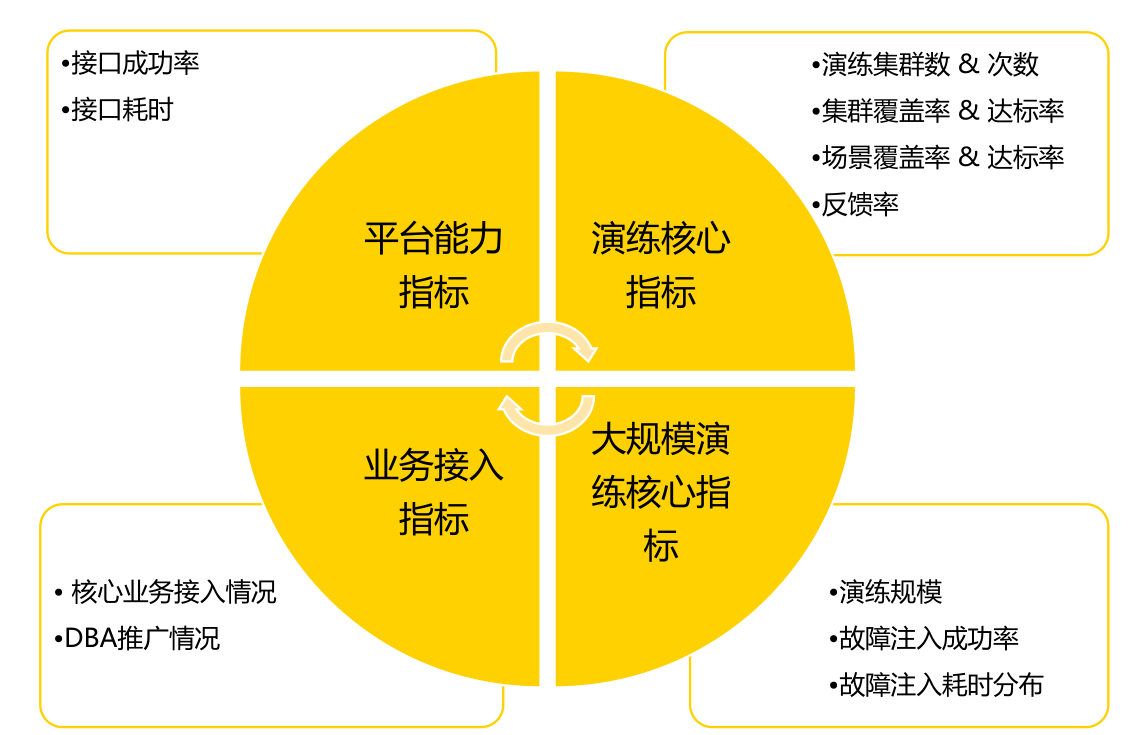 •接口成功率
•接口耗时
•演练集群数 & 次数
•集群覆盖率 & 达标率
•场景覆盖率 & 达标率
•反馈率
平台能力
指标
演练核心
指标
业务接入
指标
大规模演
练核心指
标
• 核心业务接入情况
•DBA推广情况
•演练规模
•故障注入成功率
•故障注入耗时分布